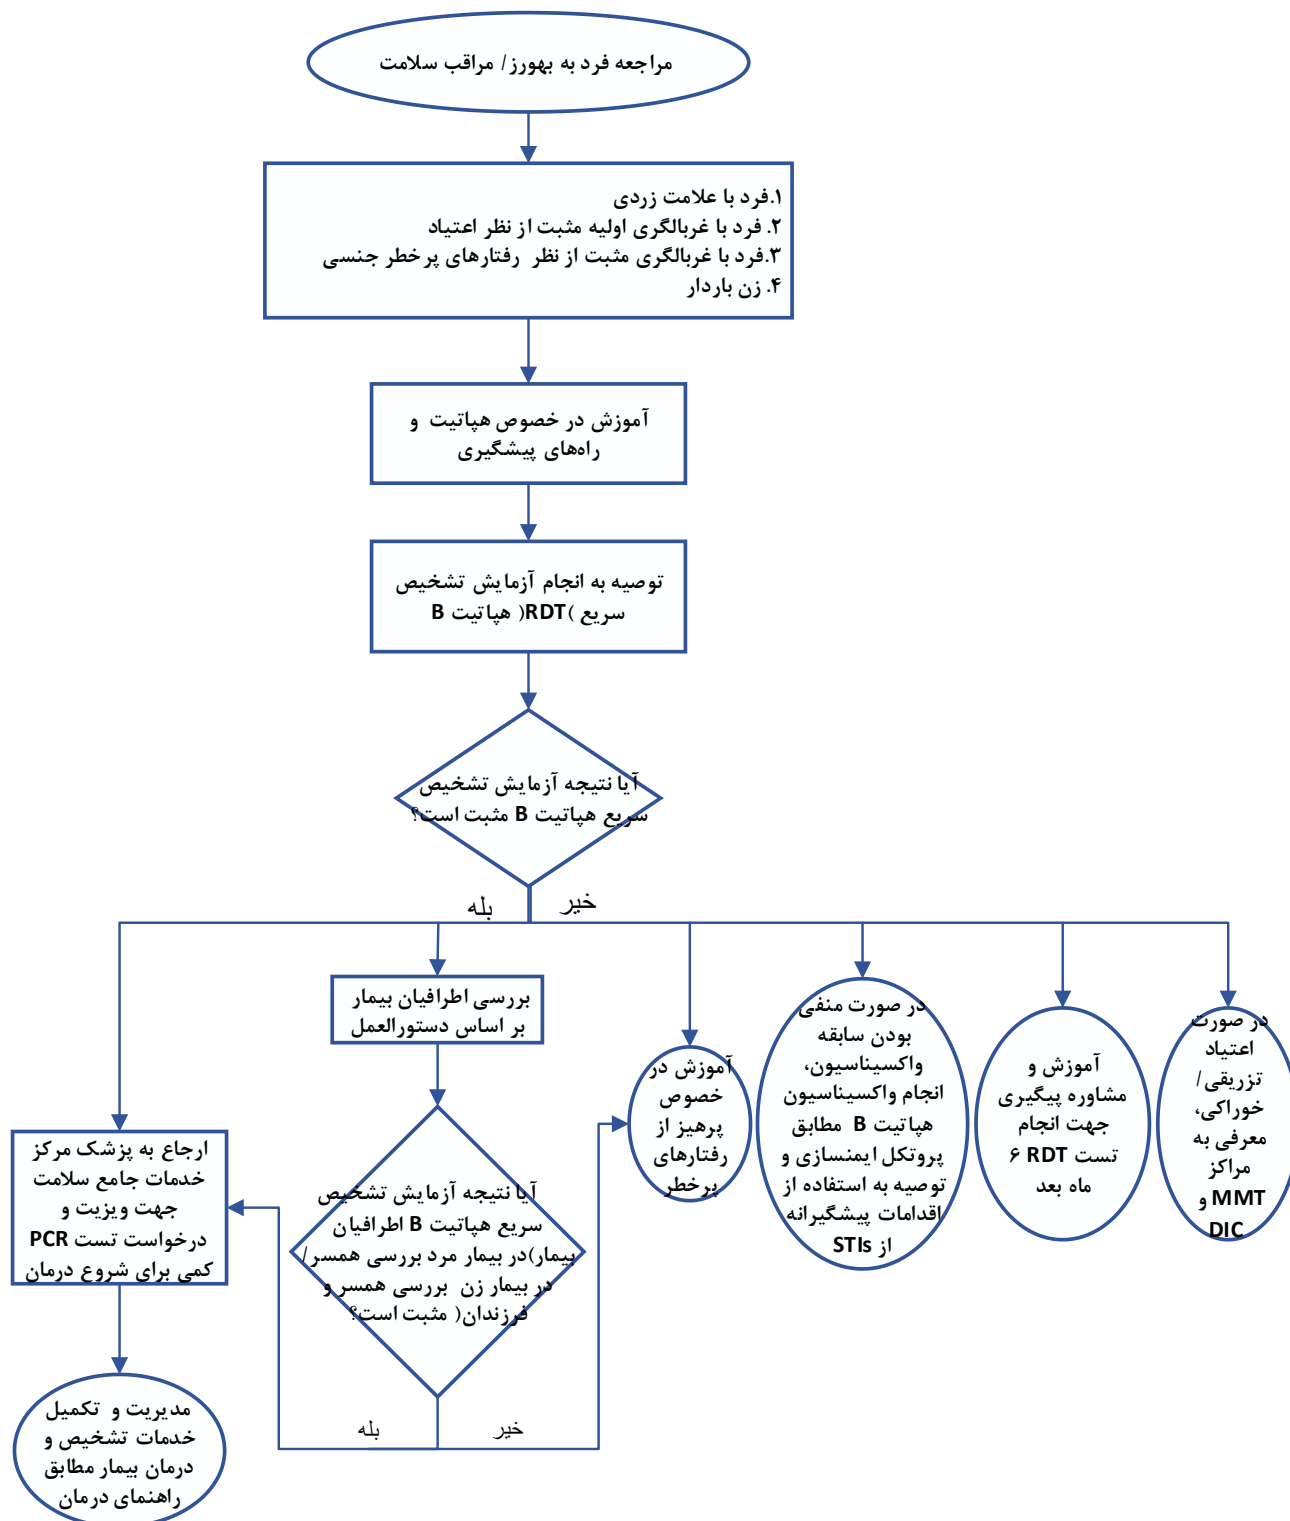 مراجعه فرد به بهورز/ مراقب سلامت
۱.فرد با علامت زردی
۲. فرد با غربالگری اولیه مثبت از نظر اعتیاد
۳.فرد با غربالگری مثبت از نظر رفتارهای پرخطر جنسی
۴. زن باردار
آموزش در خصوص هپاتیت و
راه‌های پیشگیری
توصیه به انجام آزمایش تشخیص
سریع )RDT( هپاتیت B
آیا نتیجه آزمایش تشخیص
سریع هپاتیت B مثبت است؟
خیر
بله
در صورت
اعتیاد
تزریقی/
خوراکی،
معرفی به
مراکز
MMT و
DIC
آموزش و
مشاوره پیگیری
جهت انجام
تست RDT ۶
ماه بعد
در صورت منفی
بودن سابقه
واکسیناسیون،
انجام واکسیناسیون
هپاتیت B مطابق
پروتکل ایمنسازی و
توصیه به استفاده از
اقدامات پیشگیرانه
از STIs
آموزش در
خصوص
پرهیز از
رفتارهای
پرخطر
بررسی اطرافیان بیمار
بر اساس دستورالعمل
آیا نتیجه آزمایش تشخیص
سریع هپاتیت B اطرافیان
بیمار)در بیمار مرد بررسی همسر/
در بیمار زن بررسی همسر و
فرزندان( مثبت است؟
خیر
بله
ارجاع به پزشک مرکز
خدمات جامع سلامت
جهت ویزیت و
درخواست تست PCR
کمی برای شروع درمان
مدیریت و تکمیل
خدمات تشخیص و
درمان بیمار مطابق
راهنمای درمان